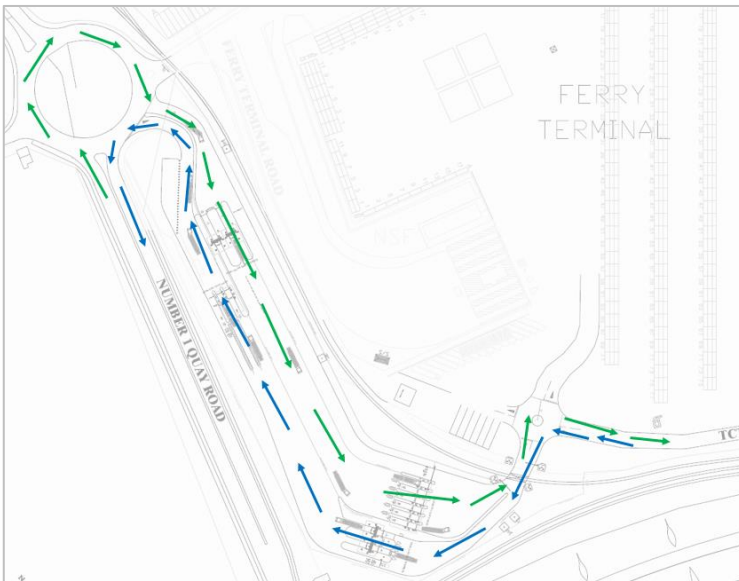 FERRY TERMINAL ROAD
FERRY
TERMINAL
NUMBER 1 QUAY ROAD
TC
N